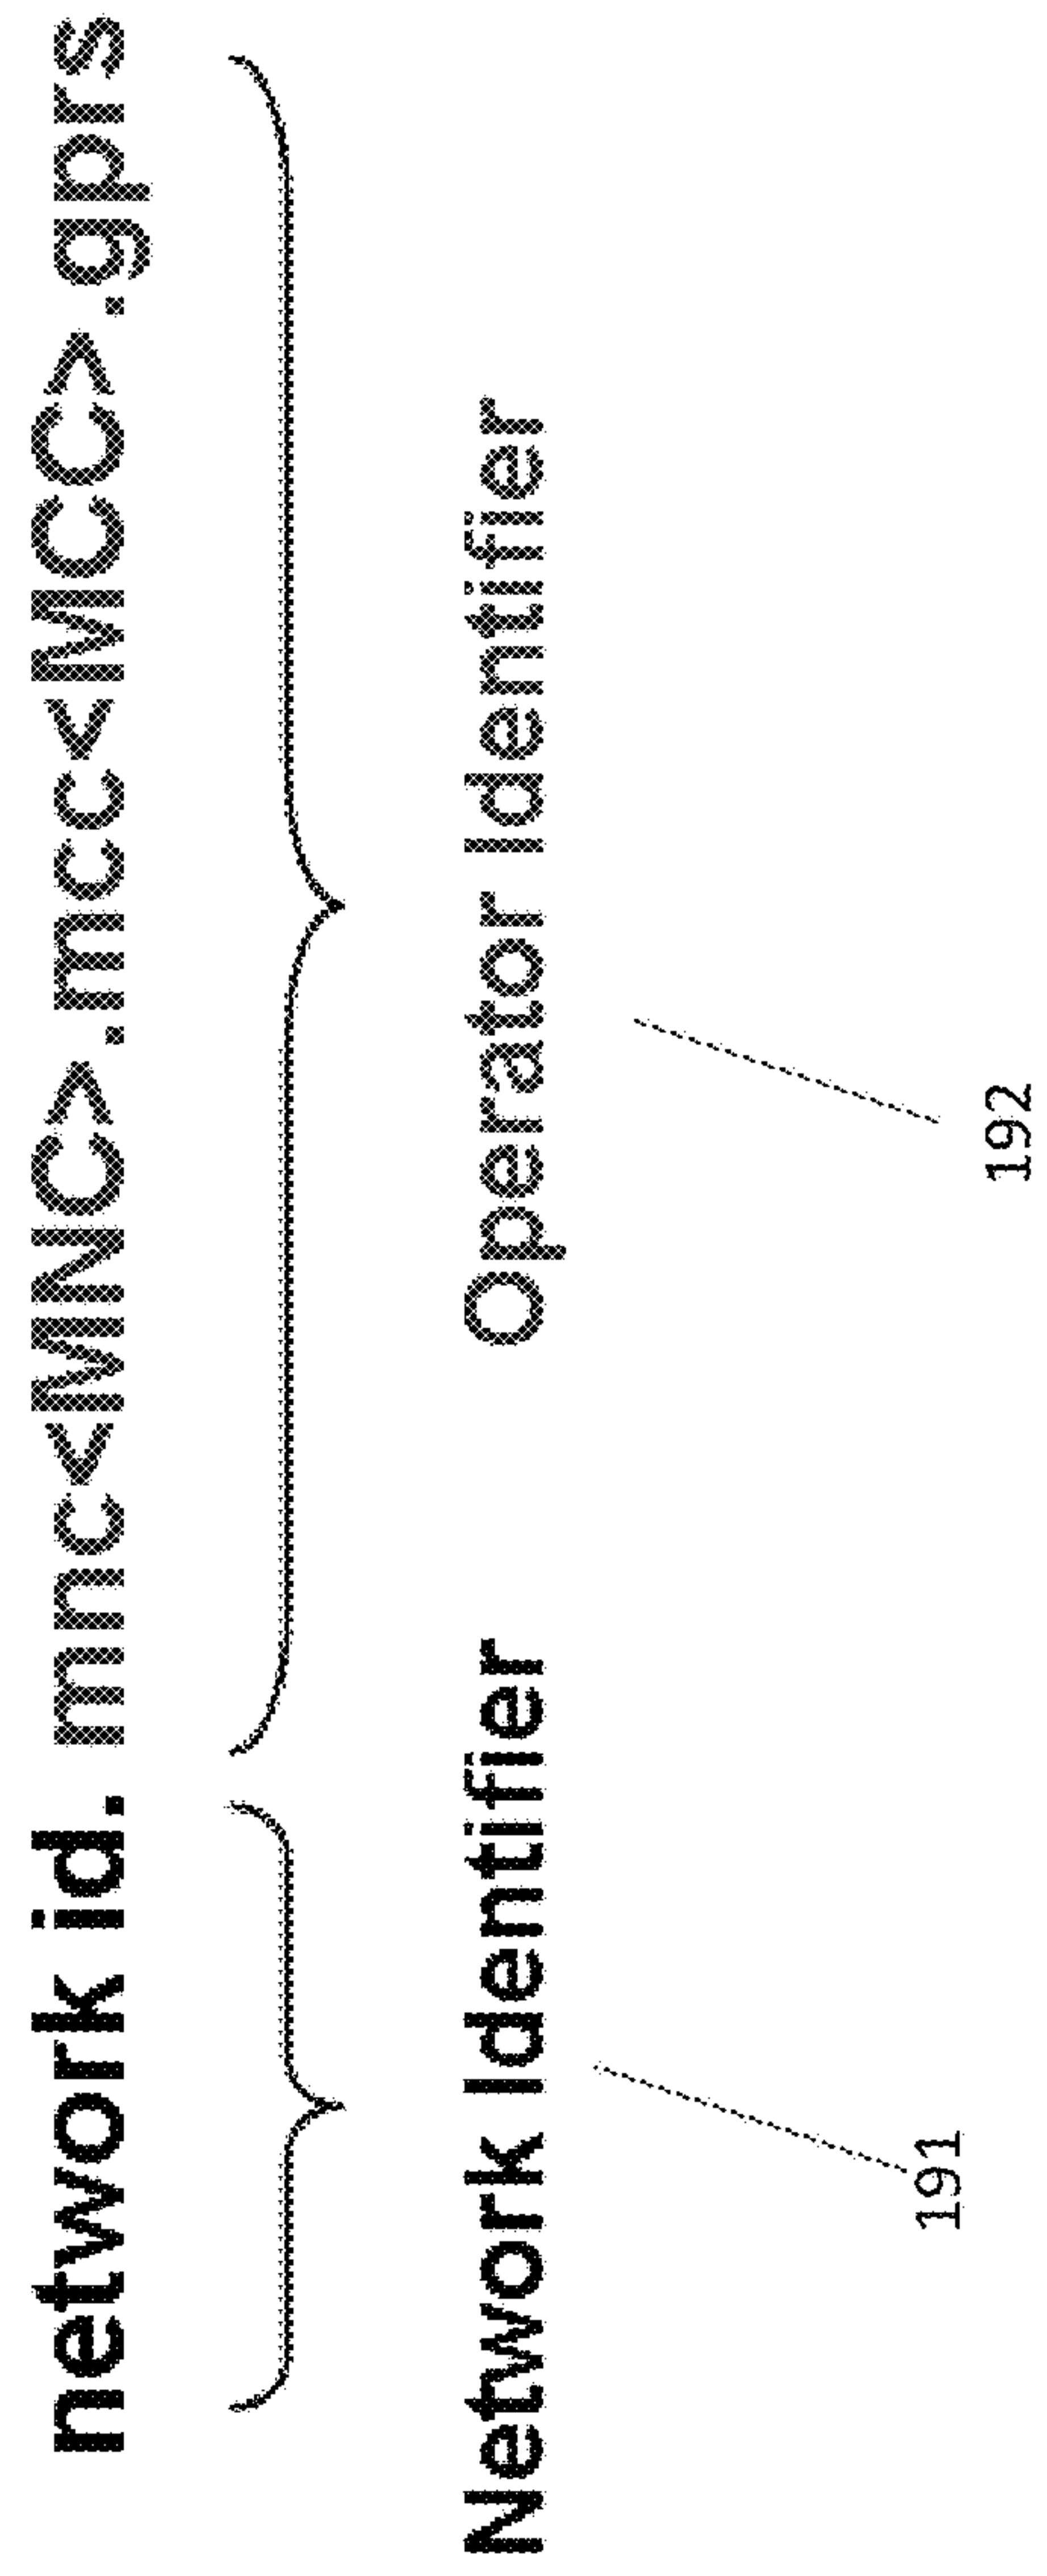 network id. mnc<MNC>.mcc<MCC>.gprs
Network Identifier Operator Identifier
191 192